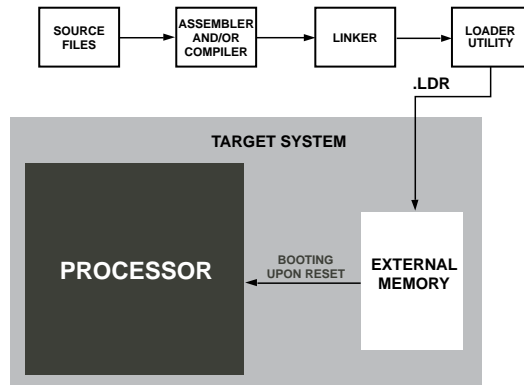 SOURCE
FILES
ASSEMBLER
AND/OR
COMPILER
LINKER
LOADER
UTILITY
.LDR
TARGET SYSTEM
PROCESSOR
BOOTING
UPON RESET
EXTERNAL
MEMORY